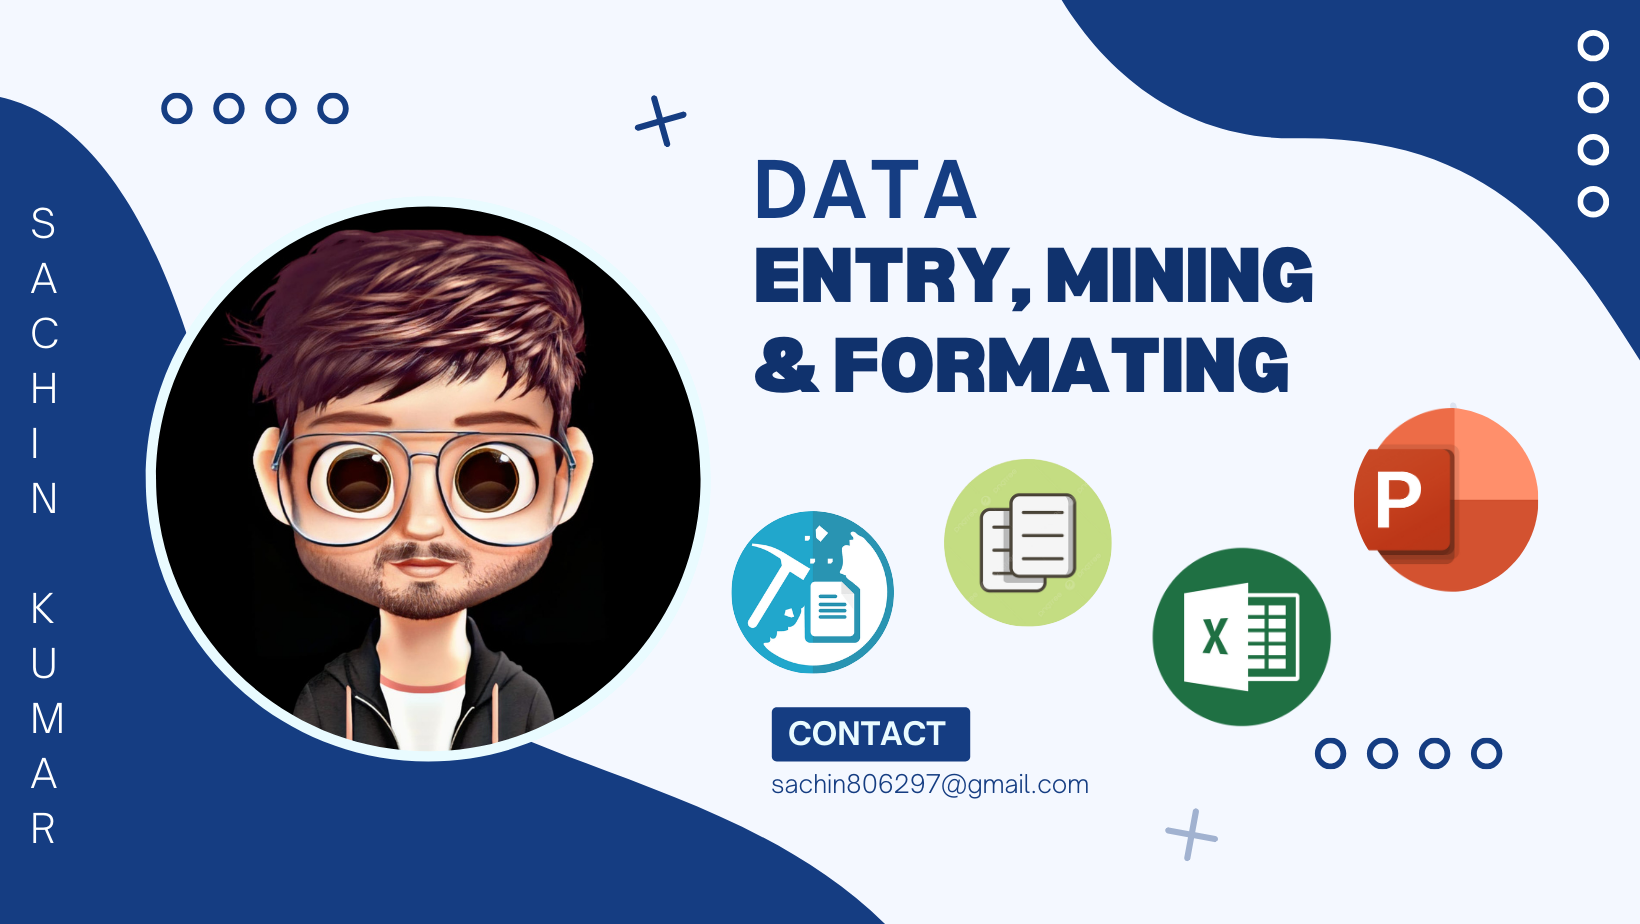 SACHIN KUMAR
DATA
ENTRY, MINING
& FORMATING
P
X
CONTACT
sachin806297@gmail.com